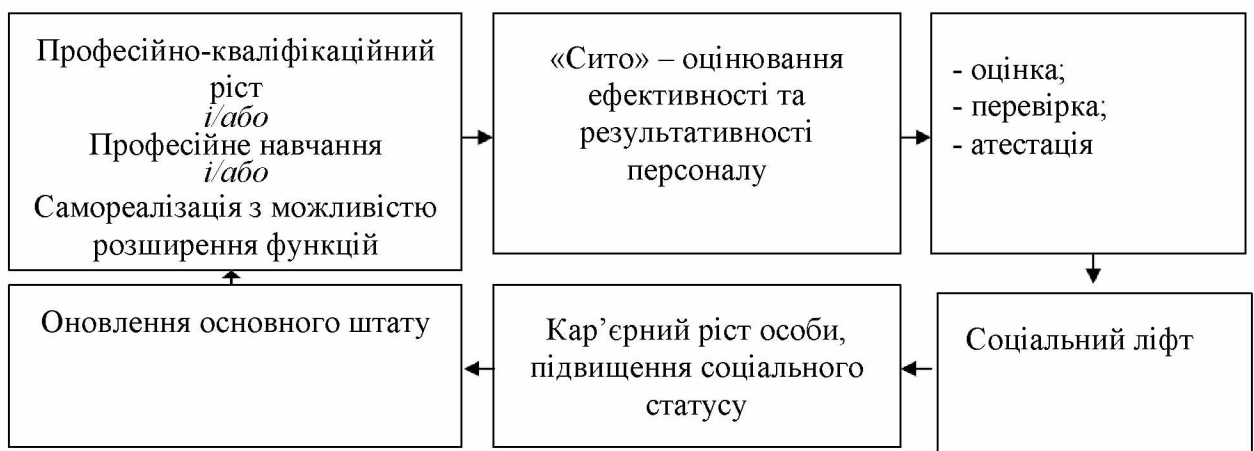 Професійно-кваліфікаційний
ріст
і/або
Професійне навчання
і/або
Самореалізація з можливістю
розширення функцій
«Сито» – оцінювання
ефективності та
результативності
персоналу
- оцінка;
- перевірка;
- атестація
Соціальний ліфт
Кар’єрний ріст особи,
підвищення соціального
статусу
Оновлення основного штату